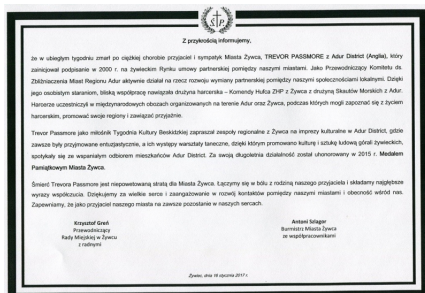 Ś P
Z przykrością informujemy,
że w ubiegłym tygodniu zmarł po ciężkiej chorobie przyjaciel i sympatyk Miasta Żywca, TREVOR PASSMORE z Adur District (Anglia), który
zainicjował podpisanie w 2000 r. na żywieckim Rynku umowy partnerskiej pomiędzy naszymi miastami. Jako Przewodniczący Komitetu ds.
Zbliźniaczenia Miast Regionu Adur aktywnie działał na rzecz rozwoju wymiany partnerskiej pomiędzy naszymi społecznościami lokalnymi. Dzięki
jego osobistym staraniom, bliską współpracę nawiązała drużyna harcerska – Komendy Hufca ZHP w Żywcu z drużyną Skautów Morskich z Adur.
Harcerze uczestniczyli w międzynarodowych obozach organizowanych na terenie Adur oraz Żywca, podczas których mogli zapoznać się z życiem
harcerskim, promować swoje regiony i zawiązać przyjaźnie.
Trevor Passmore jako miłośnik Tygodnia Kultury Beskidzkiej zapraszał zespoły regionalne z Żywca na imprezy kulturalne w Adur District, gdzie
zawsze były przyjmowane entuzjastycznie, a ich występy warsztaty taneczne, dzięki którym promowano kulturę i sztukę ludową górali żywieckich,
spotykały się ze wspaniałym odbiorem mieszkańców Adur District. Za swoją długoletnia działalność został uhonorowany w 2015 r. Medalem
Pamiątkowym Miasta Żywca.
Śmierć Trevora Passmore jest niepowetowaną stratą dla Miasta Żywca. Łączymy się w bólu z rodziną naszego przyjaciela i składamy najgłębsze
wyrazy współczucia. Dziękujemy za wielkie serce i zaangażowanie w rozwój kontaktów pomiędzy naszymi miastami i obecność wśród nas.
Zapewniamy, że jako przyjaciel naszego miasta na zawsze pozostanie w naszych sercach.
Krzysztof Greń
Przewodniczący
Rady Miejskiej w Żywcu
z radnymi
Antoni Szlagor
Burmistrz Miasta Żywca
ze współpracownikami
Żywiec, dnia 16 stycznia 2017 r.